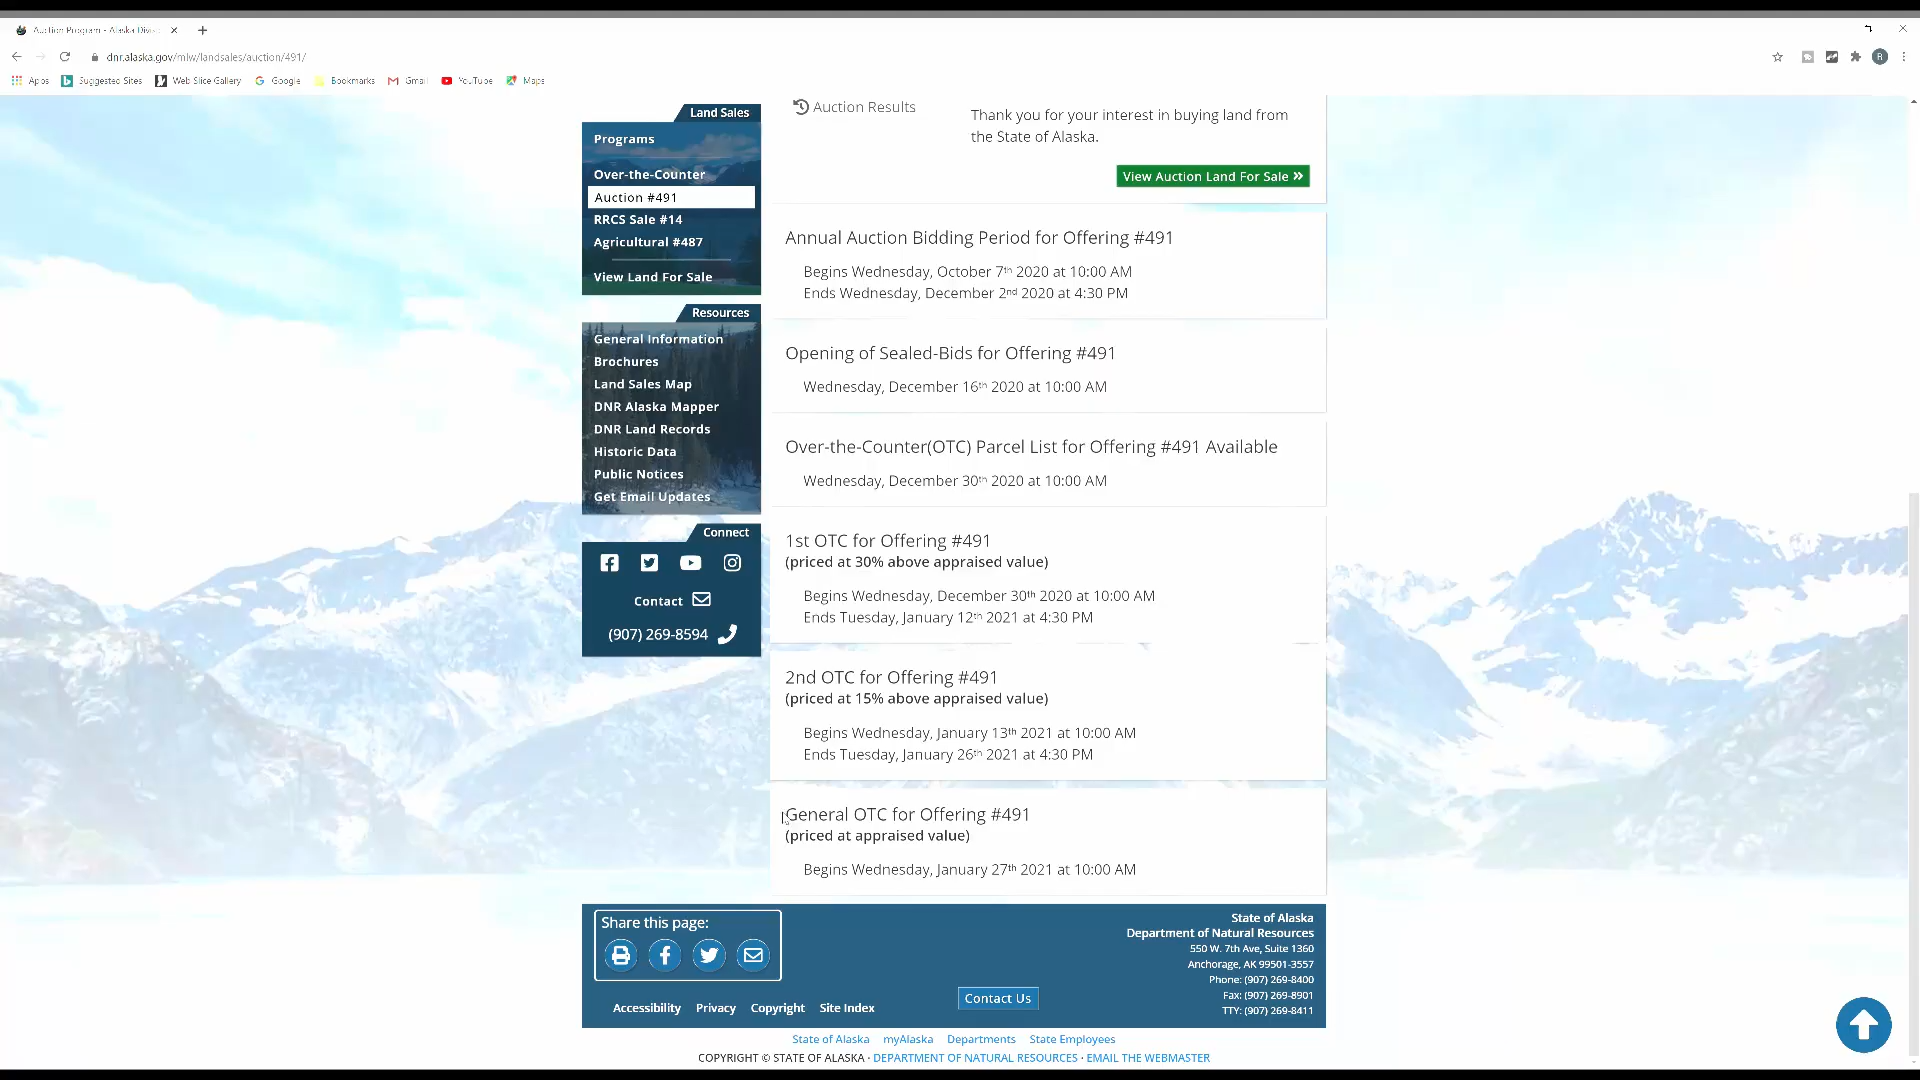 Auction Program - Alaska Divis
dnr.alaska.gov/mlw/landsales/auction/491/
Apps Suggested Sites Web Slice Gallery Google Bookmarks Gmail YouTube Maps
Land Sales
Programs
Over-the-Counter
Auction #491
RRCS Sale #14
Agricultural #487
View Land For Sale
Resources
General Information
Brochures
Land Sales Map
DNR Alaska Mapper
DNR Land Records
Historic Data
Public Notices
Get Email Updates
Connect
Contact
(907) 269-8594
Auction Results
Thank you for your interest in buying land from
the State of Alaska.
View Auction Land For Sale »
Annual Auction Bidding Period for Offering #491
Begins Wednesday, October 7th 2020 at 10:00 AM
Ends Wednesday, December 2nd 2020 at 4:30 PM
Opening of Sealed-Bids for Offering #491
Wednesday, December 16th 2020 at 10:00 AM
Over-the-Counter(OTC) Parcel List for Offering #491 Available
Wednesday, December 30th 2020 at 10:00 AM
1st OTC for Offering #491
(priced at 30% above appraised value)
Begins Wednesday, December 30th 2020 at 10:00 AM
Ends Tuesday, January 12th 2021 at 4:30 PM
2nd OTC for Offering #491
(priced at 15% above appraised value)
Begins Wednesday, January 13th 2021 at 10:00 AM
Ends Tuesday, January 26th 2021 at 4:30 PM
General OTC for Offering #491
(priced at appraised value)
Begins Wednesday, January 27th 2021 at 10:00 AM
Share this page:
Accessibility Privacy Copyright Site Index
Contact Us
State of Alaska
Department of Natural Resources
550 W. 7th Ave, Suite 1360
Anchorage, AK 99501-3557
Phone: (907) 269-8400
Fax: (907) 269-8901
TTY: (907) 269-8411
State of Alaska myAlaska Departments State Employees
COPYRIGHT © STATE OF ALASKA · DEPARTMENT OF NATURAL RESOURCES · EMAIL THE WEBMASTER